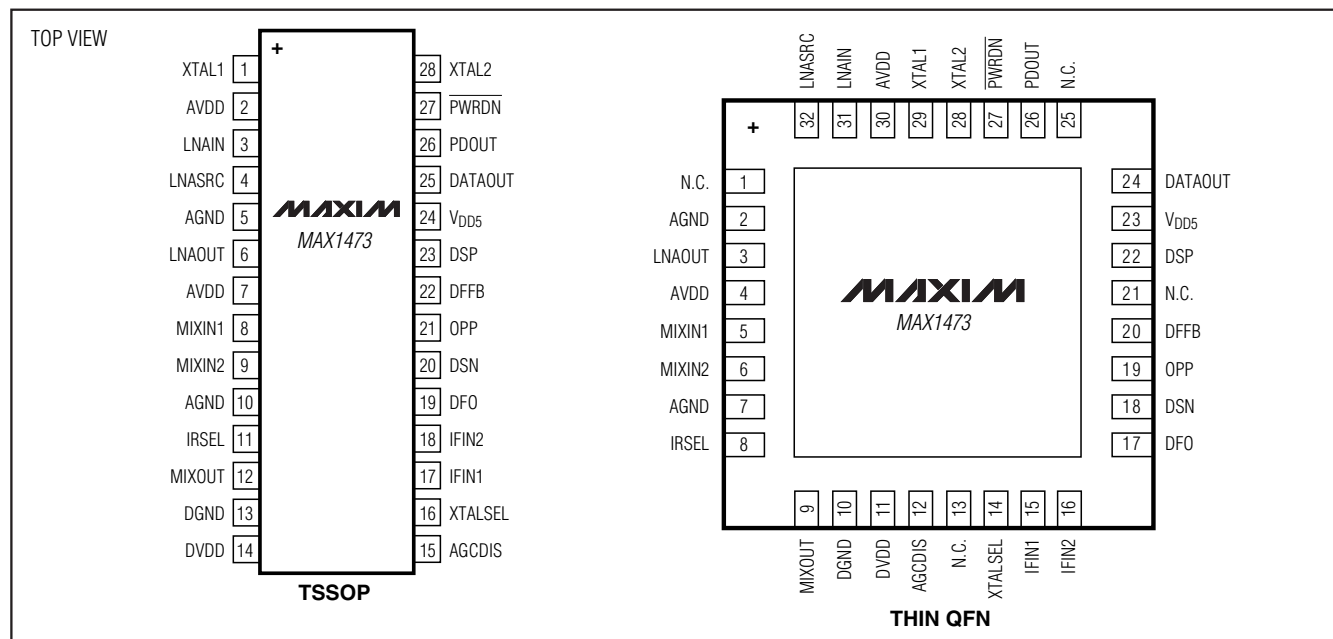 TOP VIEW
+
XTAL1 1
AVDD 2
LNAIN 3
LNASRC 4
AGND 5
LNAOUT 6
AVDD 7
MIXIN1 8
MIXIN2 9
AGND 10
IRSEL 11
MIXOUT 12
DGND 13
DVDD 14
MAXIM
MAX1473
28 XTAL2
27 PWRDN
26 PDOUT
25 DATAOUT
24 VDD5
23 DSP
22 DFFB
21 OPP
20 DSN
19 DFO
18 IFIN2
17 IFIN1
16 XTALSEL
15 AGCDIS
TSSOP
LNASRC
LNAIN
AVDD
XTAL1
XTAL2
PWRDN
PDOUT
N.C.
+
32
31
30
29
28
27
26
25
N.C. 1
AGND 2
LNAOUT 3
AVDD 4
MIXIN1 5
MIXIN2 6
AGND 7
IRSEL 8
MAXIM
MAX1473
24 DATAOUT
23 VDD5
22 DSP
21 N.C.
20 DFFB
19 OPP
18 DSN
17 DFO
9
10
11
12
13
14
15
16
MIXOUT
DGND
DVDD
AGCDIS
N.C.
XTALSEL
IFIN1
IFIN2
THIN QFN